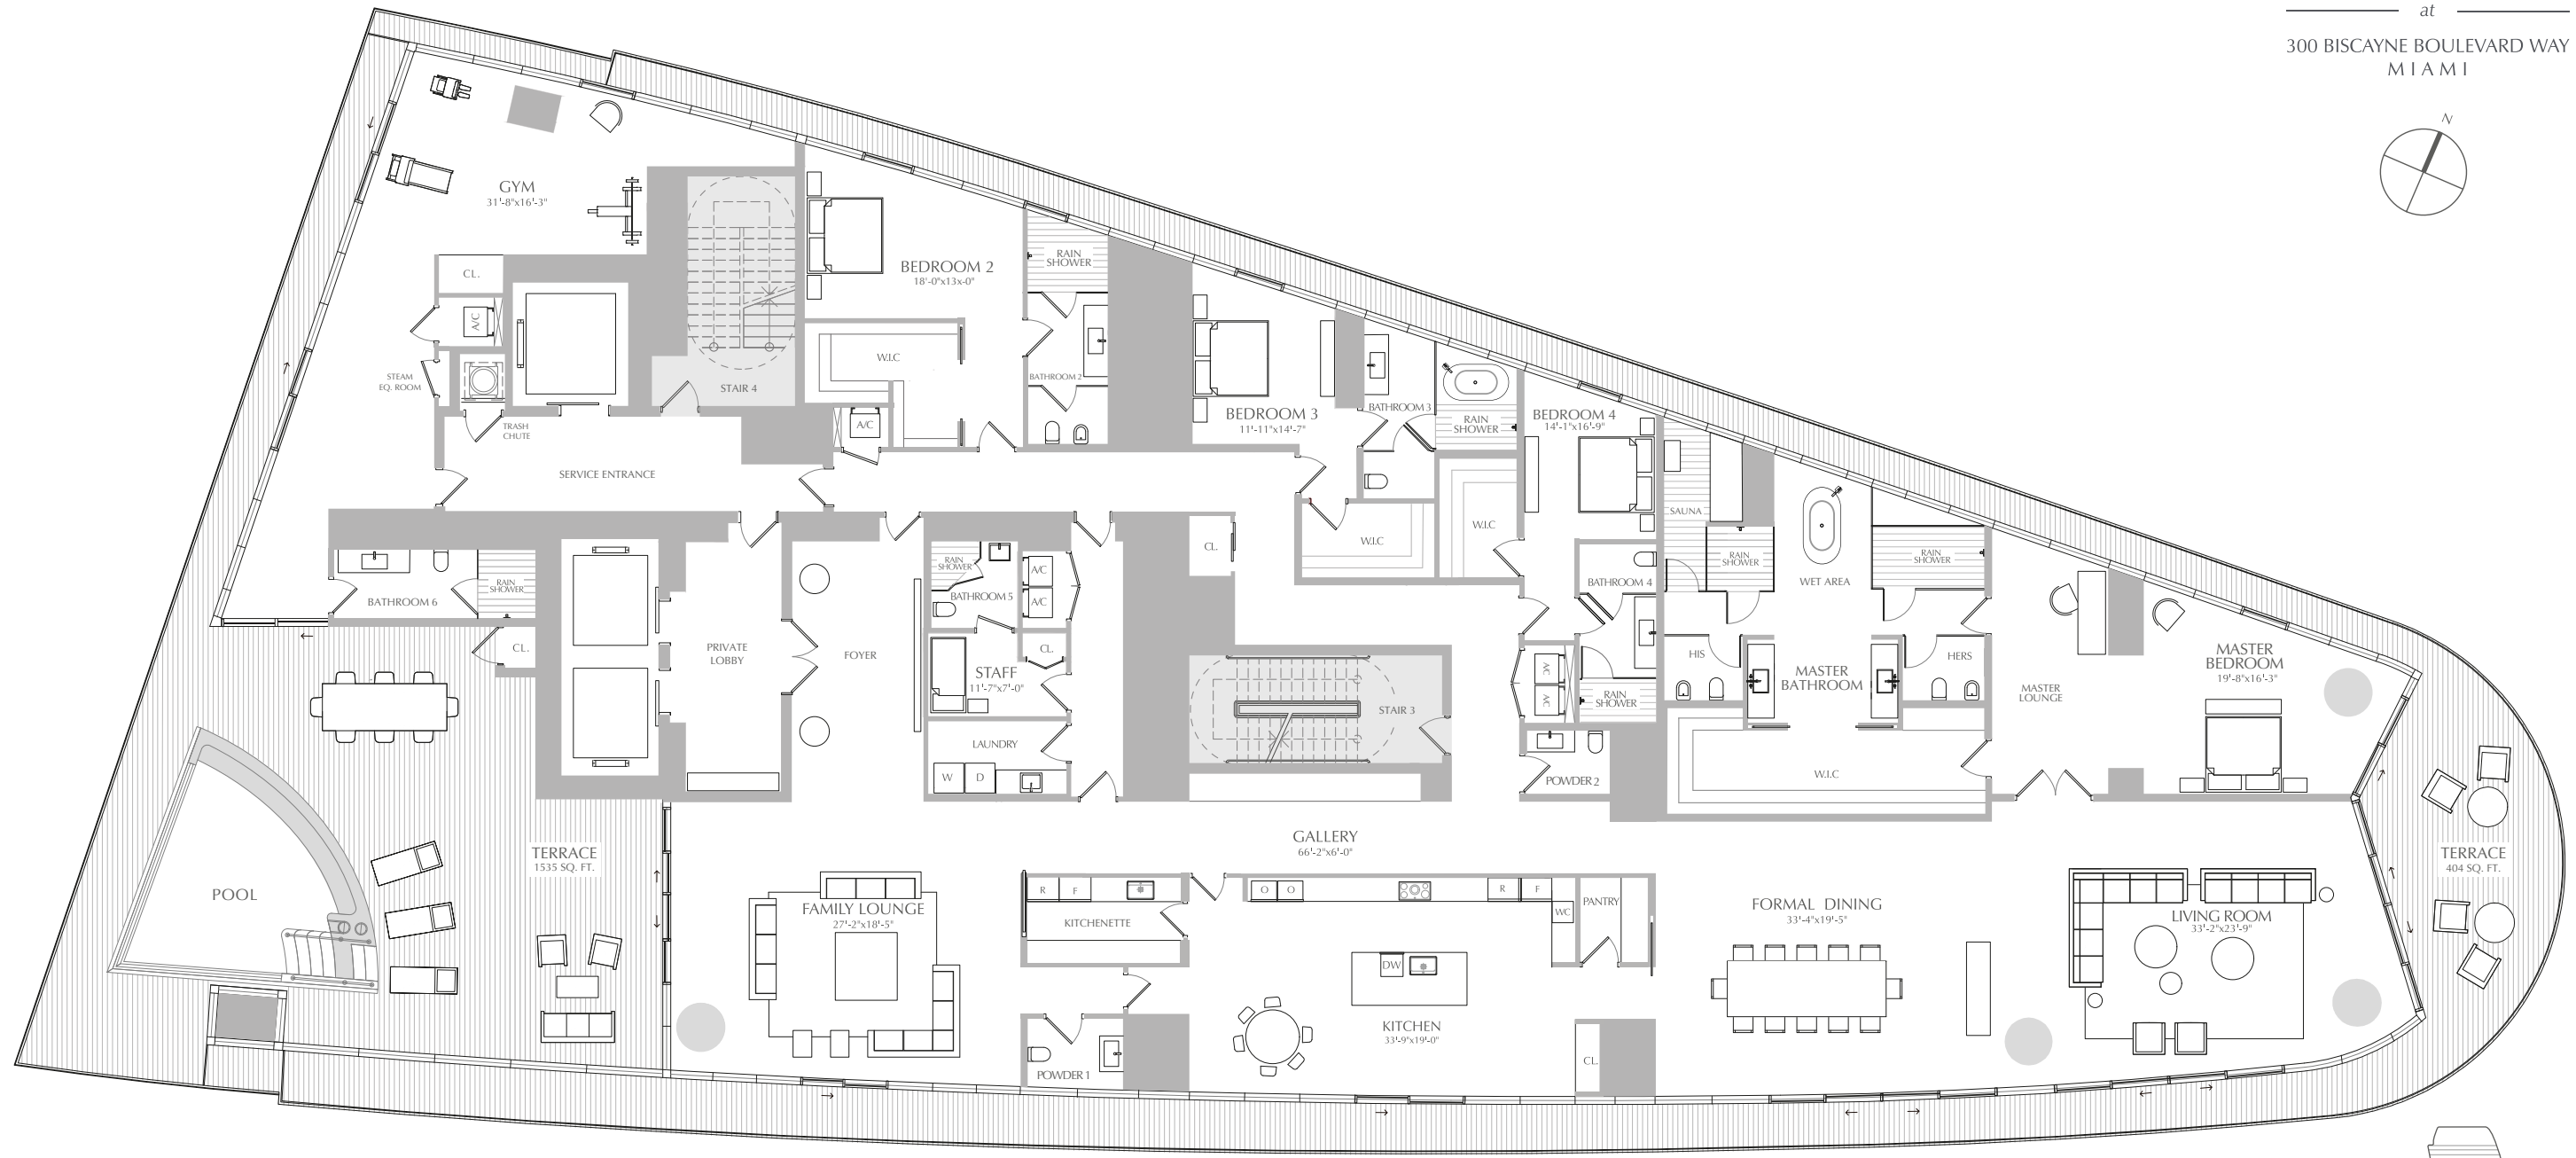 at
300 BISCAYNE BOULEVARD WAY
MIAMI
N
GYM
31'-8"x16'-3"
CL.
A/C
STEAM
EQ. ROOM
TRASH
CHUTE
STAIR 4
SERVICE ENTRANCE
BEDROOM 2
18'-0"x13x-0"
W.I.C
A/C
RAIN
SHOWER
BATHROOM 2
BEDROOM 3
11'-11"x14'-7"
BATHROOM 3
RAIN
SHOWER
W.I.C
W.I.C
CL.
BEDROOM 4
14'-1"x16'-9"
BATHROOM 4
RAIN
SHOWER
A/C
A/C
SAUNA
RAIN
SHOWER
WET AREA
RAIN
SHOWER
HIS
MASTER
BATHROOM
HERS
W.I.C
MASTER
LOUNGE
MASTER
BEDROOM
19'-8"x16'-3"
BATHROOM 6
RAIN
SHOWER
CL.
PRIVATE
LOBBY
FOYER
RAIN
SHOWER
BATHROOM 5
A/C
A/C
CL.
STAFF
11'-7"x7'-0"
LAUNDRY
W
D
STAIR 3
POWDER 2
GALLERY
66'-2"x6'-0"
POOL
TERRACE
1535 SQ. FT.
FAMILY LOUNGE
27'-2"x18'-5"
R
F
KITCHENETTE
POWDER 1
O
O
R
F
WC
PANTRY
DW
KITCHEN
33'-9"x19'-0"
CL.
FORMAL DINING
33'-4"x19'-5"
LIVING ROOM
33'-2"x23'-9"
TERRACE
404 SQ. FT.